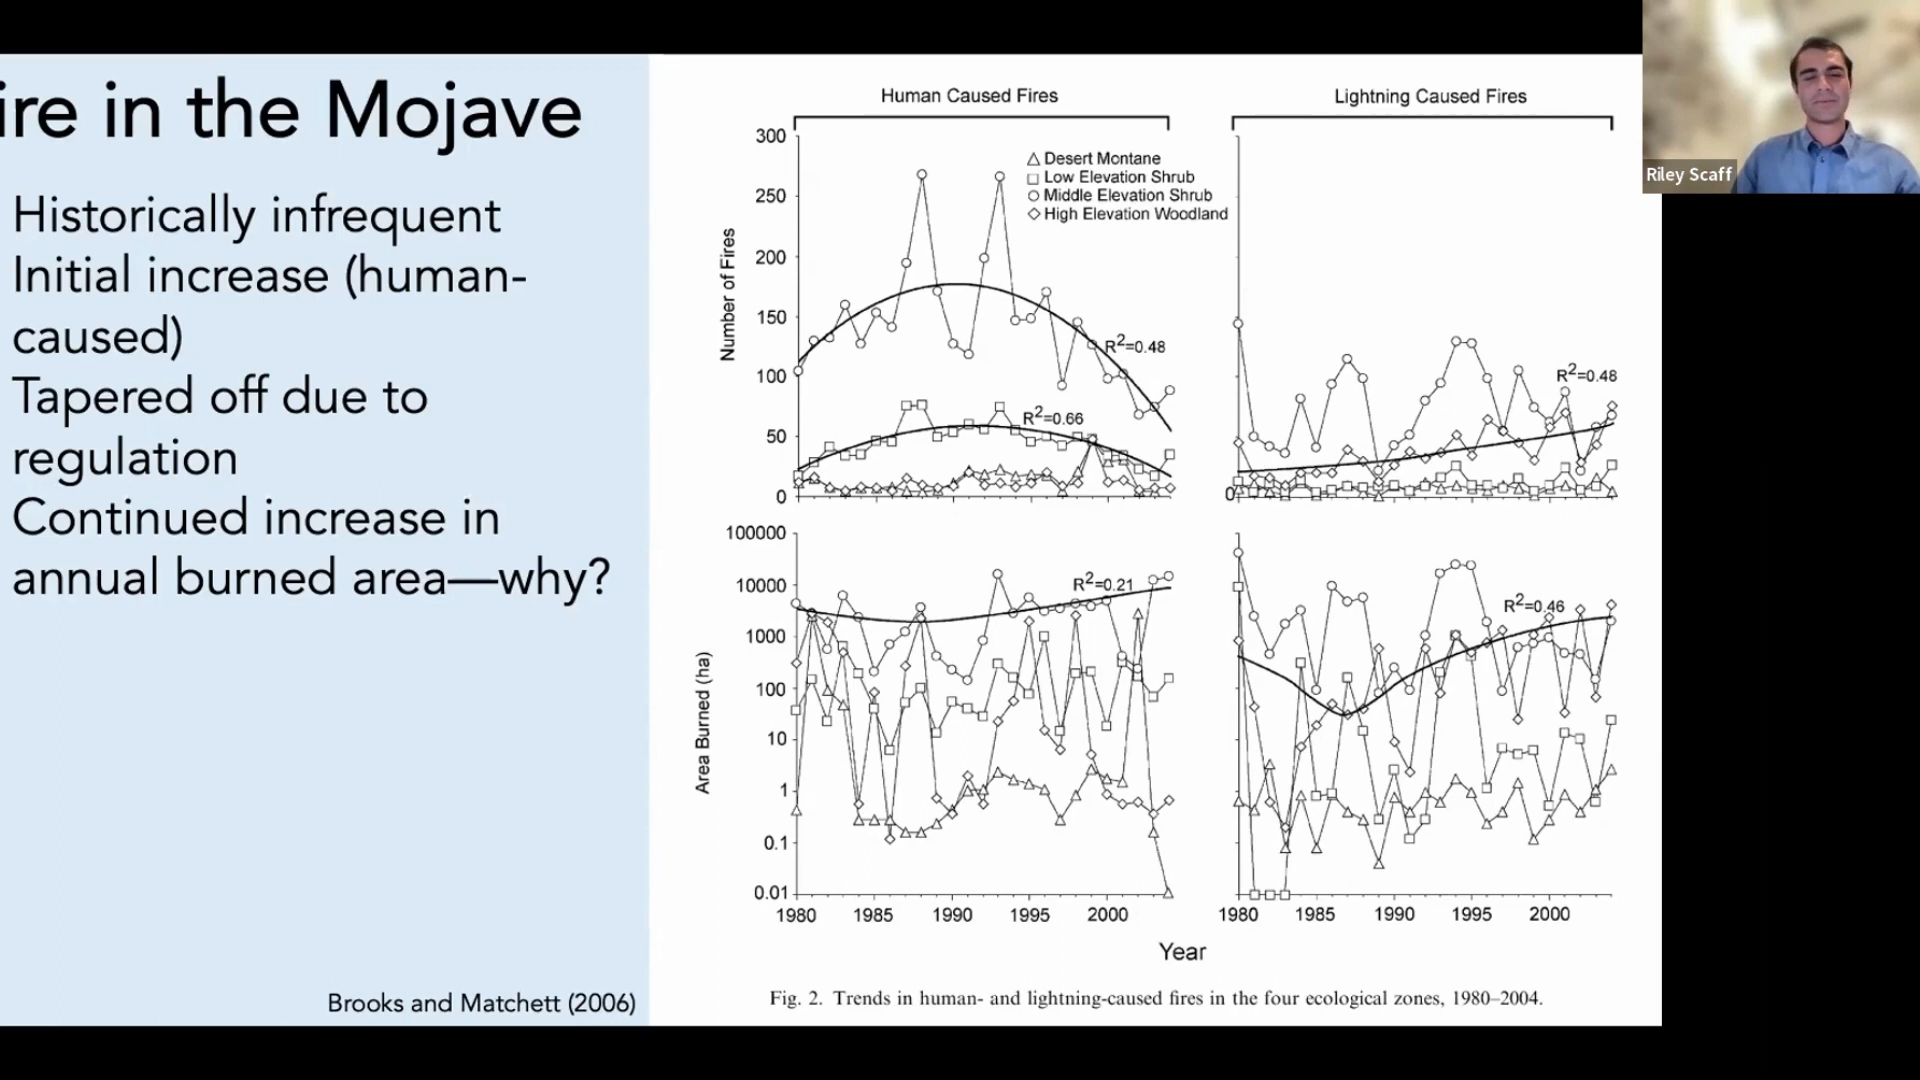 ire in the Mojave
Historically infrequent
Initial increase (human-
caused)
Tapered off due to
regulation
Continued increase in
annual burned area—why?
Brooks and Matchett (2006)
Human Caused Fires
Lightning Caused Fires
Desert Montane
Low Elevation Shrub
Middle Elevation Shrub
High Elevation Woodland
Number of Fires
300
250
200
150
100
50
0
R²=0.48
R²=0.66
R²=0.48
0
Area Burned (ha)
100000
10000
1000
100
10
1
0.1
0.01
R²=0.21
R²=0.46
1980 1985 1990 1995 2000
1980 1985 1990 1995 2000
Year
Fig. 2. Trends in human- and lightning-caused fires in the four ecological zones, 1980–2004.
Riley Scaff